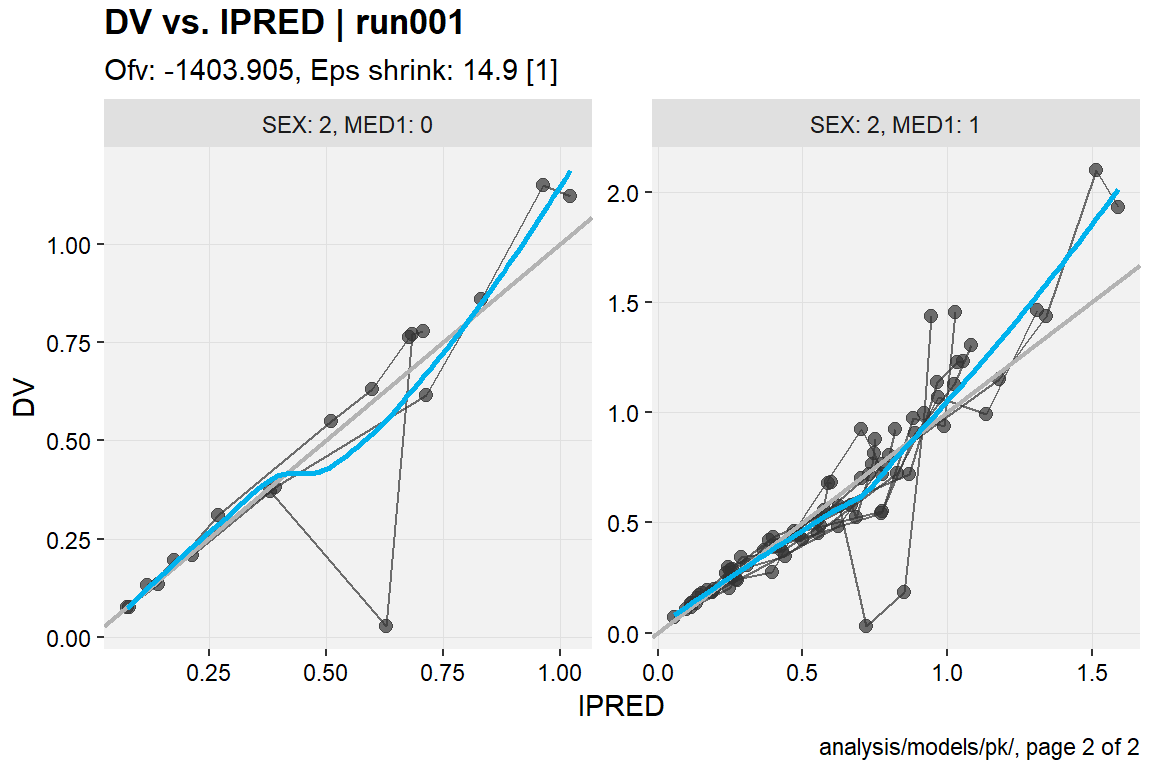 DV vs. IPRED | run001
Ofv: -1403.905, Eps shrink: 14.9 [1]
SEX: 2, MED1: 0
SEX: 2, MED1: 1
DV
1.00
0.75
0.50
0.25
0.00
2.0
1.5
1.0
0.5
0.0
0.25 0.50 0.75 1.00
0.0 0.5 1.0 1.5
IPRED
analysis/models/pk/, page 2 of 2